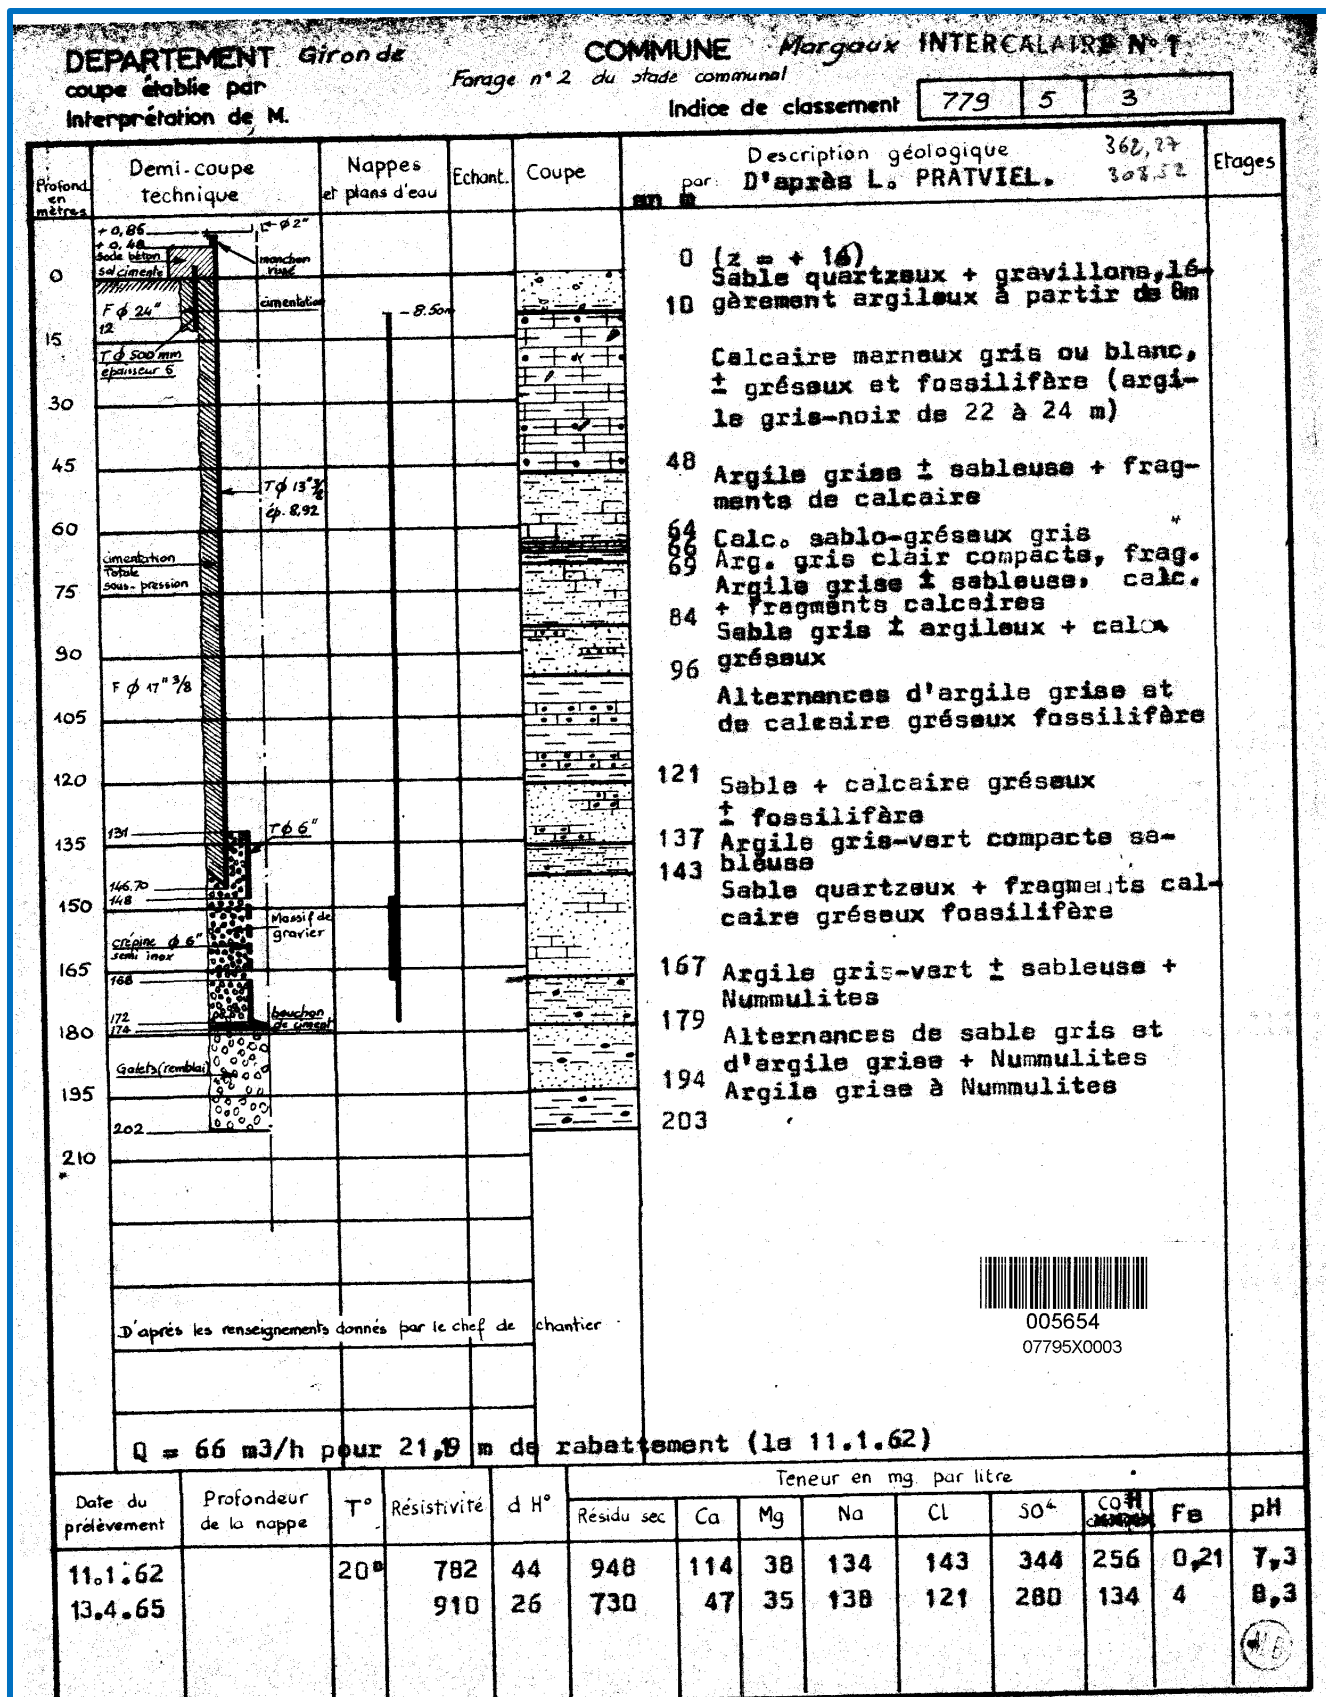 DEPARTEMENT Gironde COMMUNE Margaux INTERCALAIRE N° 1
coupe établie par Forage n° 2 du stade communal
Interprétation de M. Indice de classement 779 5 3
Profond. en mètres
Demi-coupe technique
Nappes et plans d'eau
Echant.
Coupe
Description géologique 362,27
par: D'après L. PRATVIEL. 308,52
en m
Etages
+ 0,86
+ 0,48
sol cimenté
Ø 2"
manchon
cimentation
F Ø 24"
12
T Ø 500 mm
épaisseur 5
- 8.50m
T Ø 13" 3/8
ép. 8,92
cimentation
Totale
sous-pression
F Ø 17" 3/8
131
T Ø 6"
146.70
148
Massif de
gravier
crépine Ø 6"
semi inox
168
172
174
bouchon
de ciment
Galets (remblai)
202
0
15
30
45
60
75
90
105
120
135
150
165
180
195
210
0 (z = + 16)
Sable quartzeux + gravillons, lé-
10 gèrement argileux à partir de 8m
Calcaire marneux gris ou blanc,
± gréseux et fossilifère (argi-
le gris-noir de 22 à 24 m)
48 Argile grise ± sableuse + frag-
ments de calcaire
64 Calc. sablo-gréseux gris
66 Arg. gris clair compacte, frag.
69 Argile grise ± sableuse. calc.
+ fragments calcaires
84 Sable gris ± argileux + calc.
gréseux
96
Alternances d'argile grise et
de calcaire gréseux fossilifère
121 Sable + calcaire gréseux
± fossilifère
137 Argile gris-vert compacte sa-
bleuse
143 Sable quartzeux + fragments cal-
caire gréseux fossilifère
167 Argile gris-vert ± sableuse +
Nummulites
179 Alternances de sable gris et
d'argile grise + Nummulites
194 Argile grise à Nummulites
203
005654
07795X0003
D'après les renseignements donnés par le chef de chantier
Q = 66 m3/h pour 21,19 m de rabattement (le 11.1.62)
Teneur en mg. par litre
Date du prélèvement Profondeur de la nappe T° Résistivité d H° Résidu sec Ca Mg Na Cl SO⁴ CO³H Fe pH
11.1.62 20° 782 44 948 114 38 134 143 344 256 0,21 7,3
13.4.65 910 26 730 47 35 138 121 280 134 4 8,3